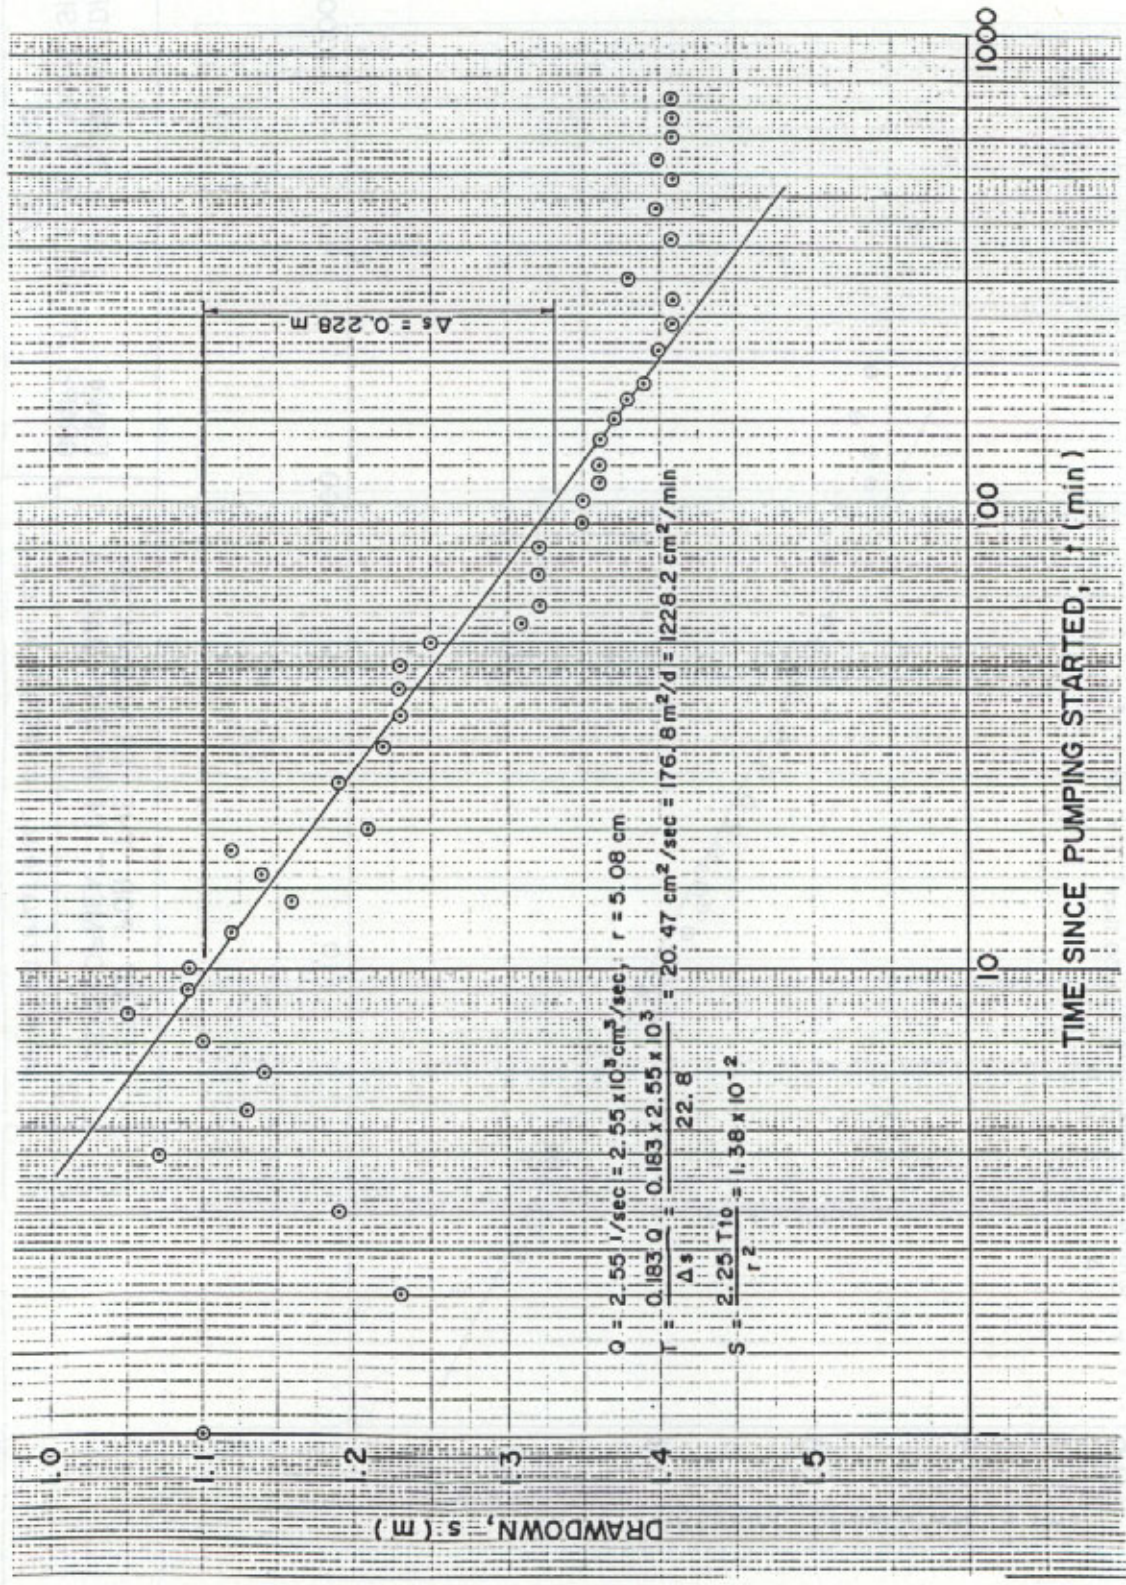 DRAWDOWN, s (m)
1.0
1.1
1.2
1.3
1.4
1.5
Δs = 0.228 m
Q = 2.55 l/sec = 2.55 x 10³ cm³/sec, r = 5.08 cm
T = 0.183 Q / Δs = 0.183 x 2.55 x 10³ / 22.8 = 20.47 cm²/sec = 176.8 m²/d = 1228.2 cm²/min
S = 2.25 Tto / r² = 1.38 x 10⁻²
1
10
100
1000
TIME SINCE PUMPING STARTED, t (min)